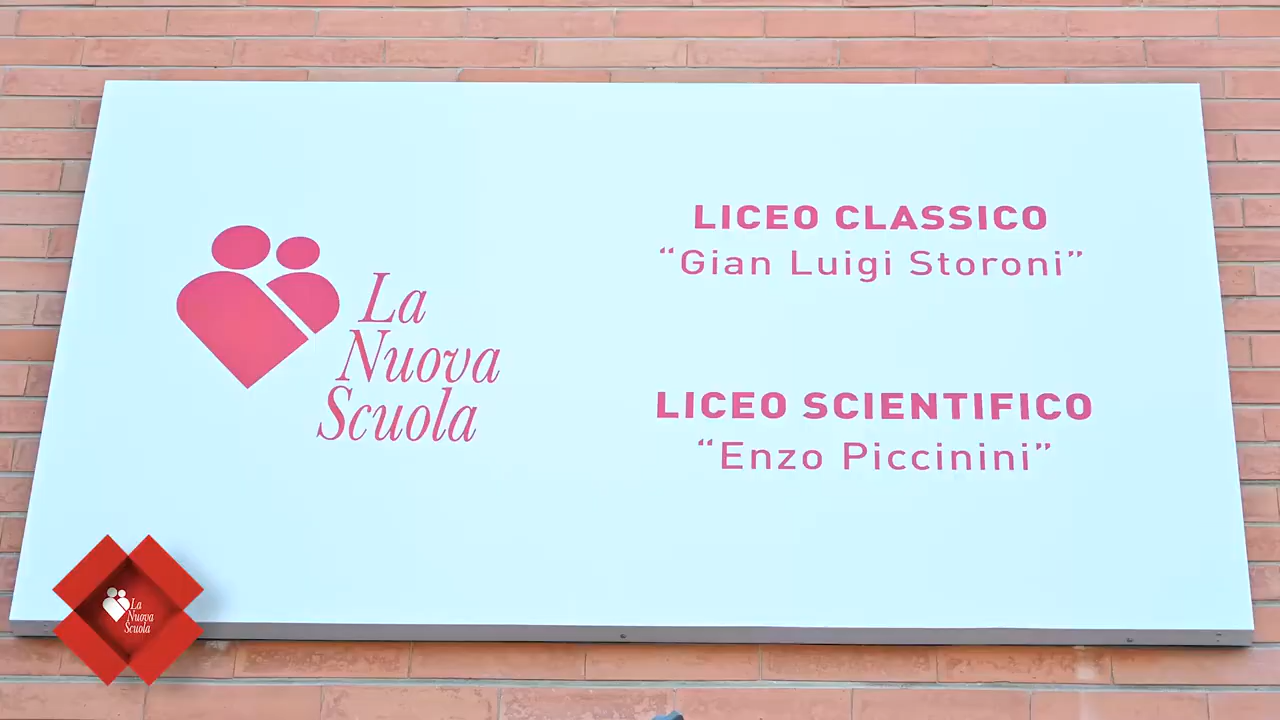 La
Nuova
Scuola
LICEO CLASSICO
“Gian Luigi Storoni”
LICEO SCIENTIFICO
“Enzo Piccinini”
La
Nuova
Scuola